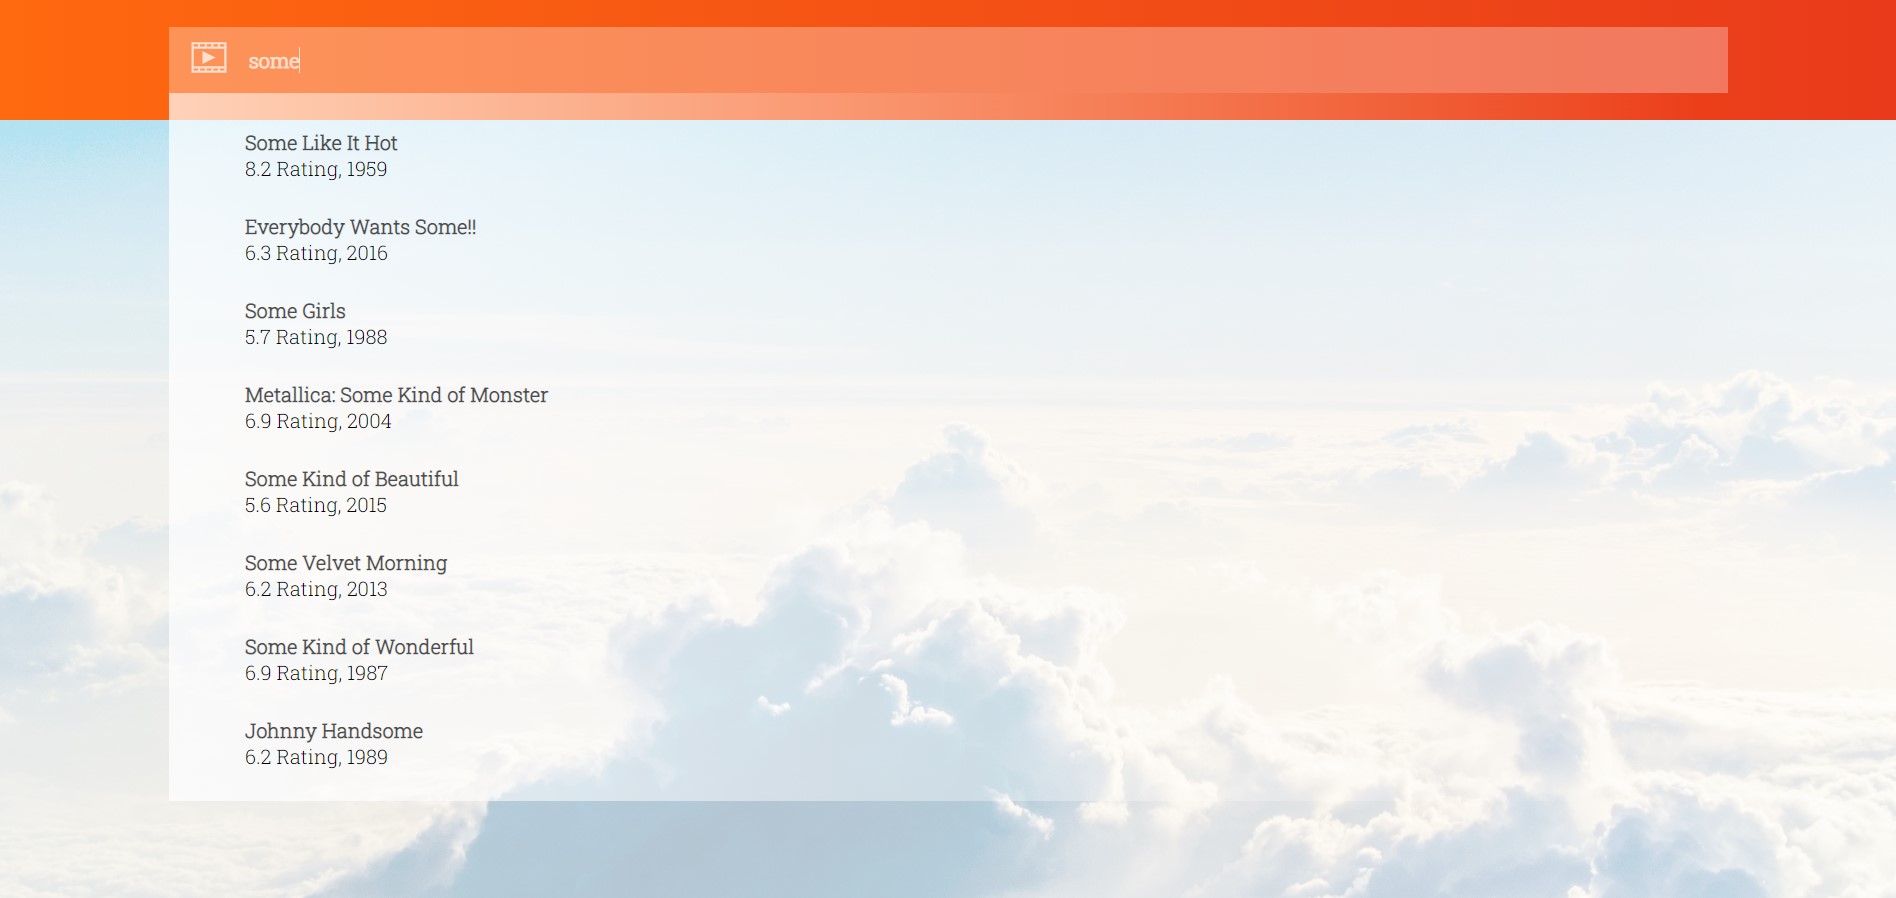 some
Some Like It Hot
8.2 Rating, 1959
Everybody Wants Some!!
6.3 Rating, 2016
Some Girls
5.7 Rating, 1988
Metallica: Some Kind of Monster
6.9 Rating, 2004
Some Kind of Beautiful
5.6 Rating, 2015
Some Velvet Morning
6.2 Rating, 2013
Some Kind of Wonderful
6.9 Rating, 1987
Johnny Handsome
6.2 Rating, 1989